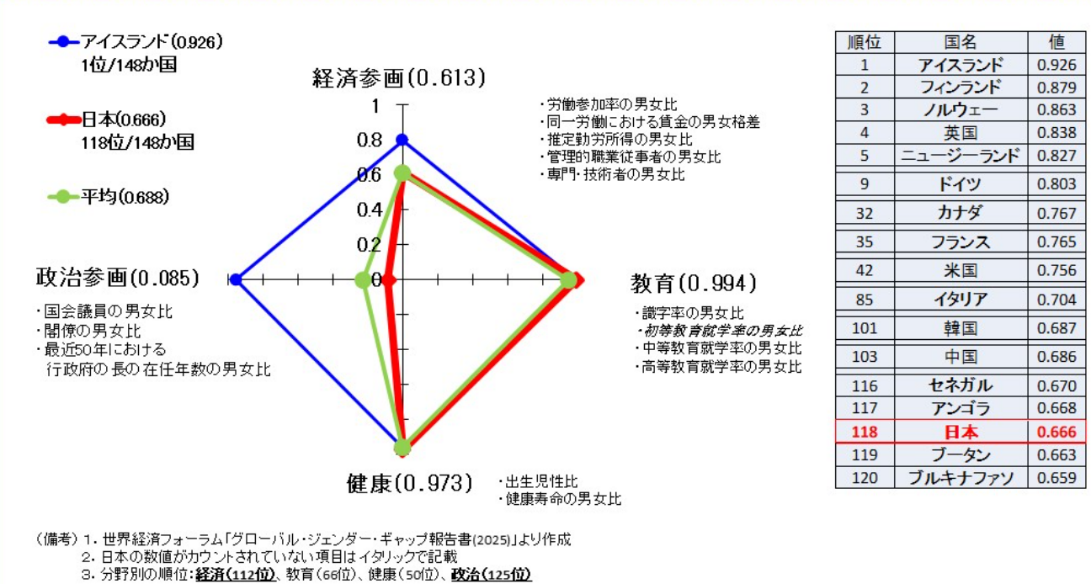 アイスランド(0.926)
1位/148か国
日本(0.666)
118位/148か国
平均(0.688)
経済参画(0.613)
・労働参加率の男女比
・同一労働における賃金の男女格差
・推定勤労所得の男女比
・管理的職業従事者の男女比
・専門・技術者の男女比
1
0.8
0.6
0.4
0.2
0
政治参画(0.085)
・国会議員の男女比
・閣僚の男女比
・最近50年における
行政府の長の在任年数の男女比
教育(0.994)
・識字率の男女比
・初等教育就学率の男女比
・中等教育就学率の男女比
・高等教育就学率の男女比
健康(0.973)
・出生児性比
・健康寿命の男女比
順位 国名 値
1 アイスランド 0.926
2 フィンランド 0.879
3 ノルウェー 0.863
4 英国 0.838
5 ニュージーランド 0.827
9 ドイツ 0.803
32 カナダ 0.767
35 フランス 0.765
42 米国 0.756
85 イタリア 0.704
101 韓国 0.687
103 中国 0.686
116 セネガル 0.670
117 アンゴラ 0.668
118 日本 0.666
119 ブータン 0.663
120 ブルキナファソ 0.659
(備考) 1. 世界経済フォーラム「グローバル・ジェンダー・ギャップ報告書(2025)」より作成
2. 日本の数値がカウントされていない項目はイタリックで記載
3. 分野別の順位:経済(112位)、教育(66位)、健康(50位)、政治(125位)